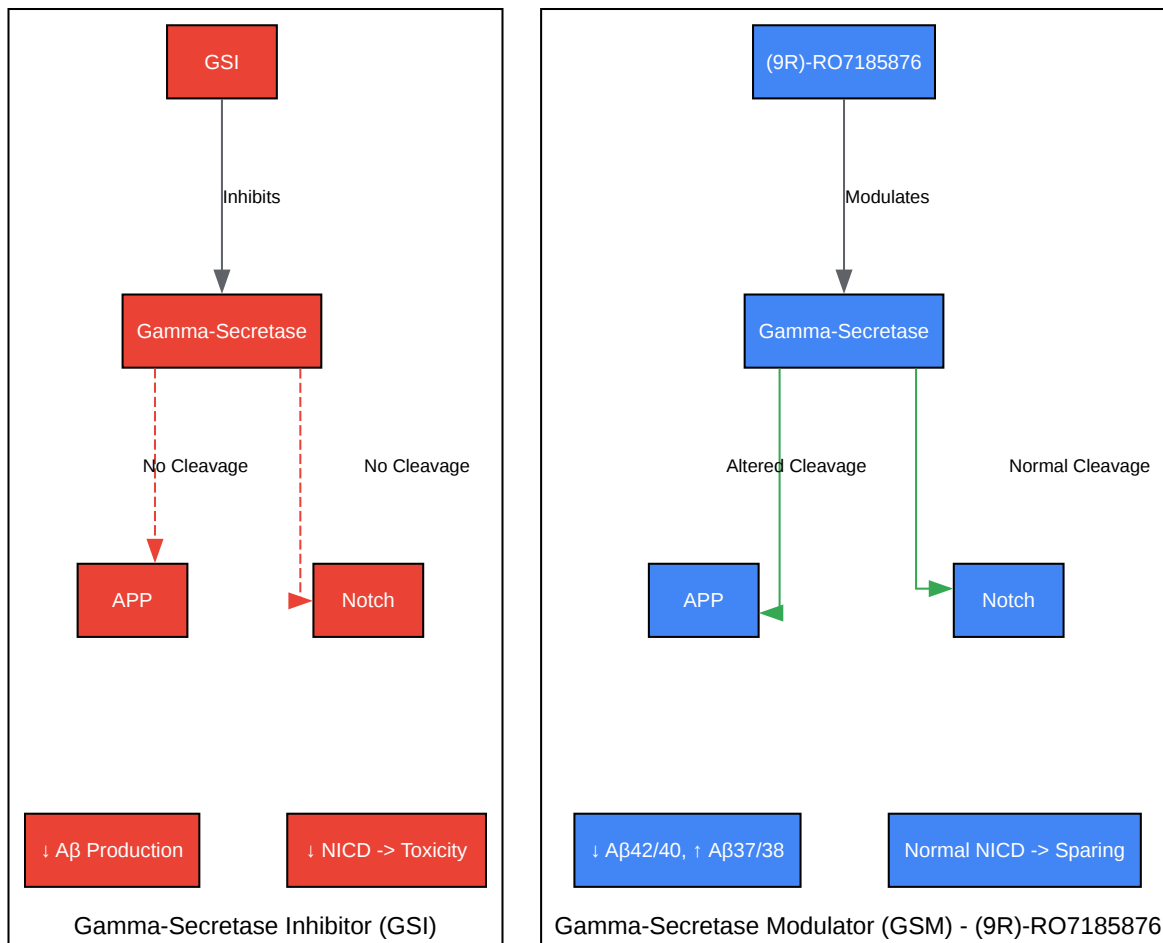 GSI
Inhibits
Gamma-Secretase
No Cleavage
No Cleavage
APP
Notch
↓ Aβ Production
↓ NICD -> Toxicity
Gamma-Secretase Inhibitor (GSI)
(9R)-RO7185876
Modulates
Gamma-Secretase
Altered Cleavage
Normal Cleavage
APP
Notch
↓ Aβ42/40, ↑ Aβ37/38
Normal NICD -> Sparing
Gamma-Secretase Modulator (GSM) - (9R)-RO7185876